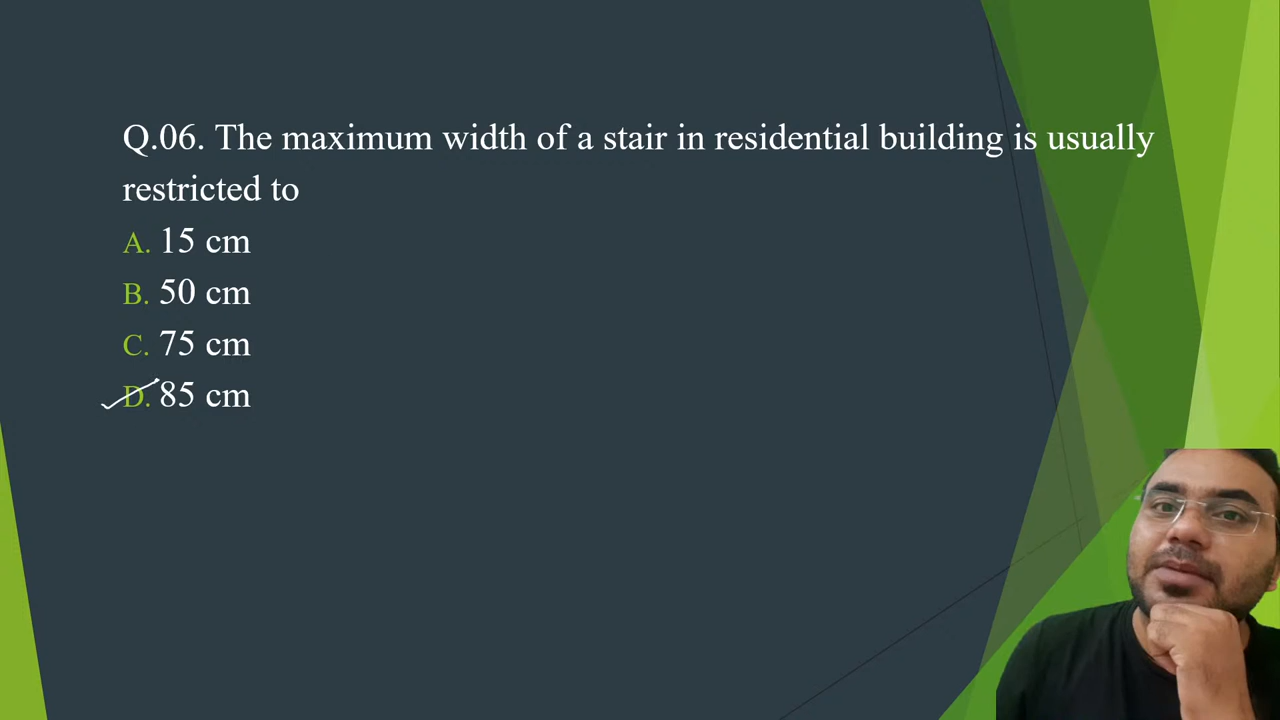 Q.06. The maximum width of a stair in residential building is usually
restricted to
A. 15 cm
B. 50 cm
C. 75 cm
D. 85 cm